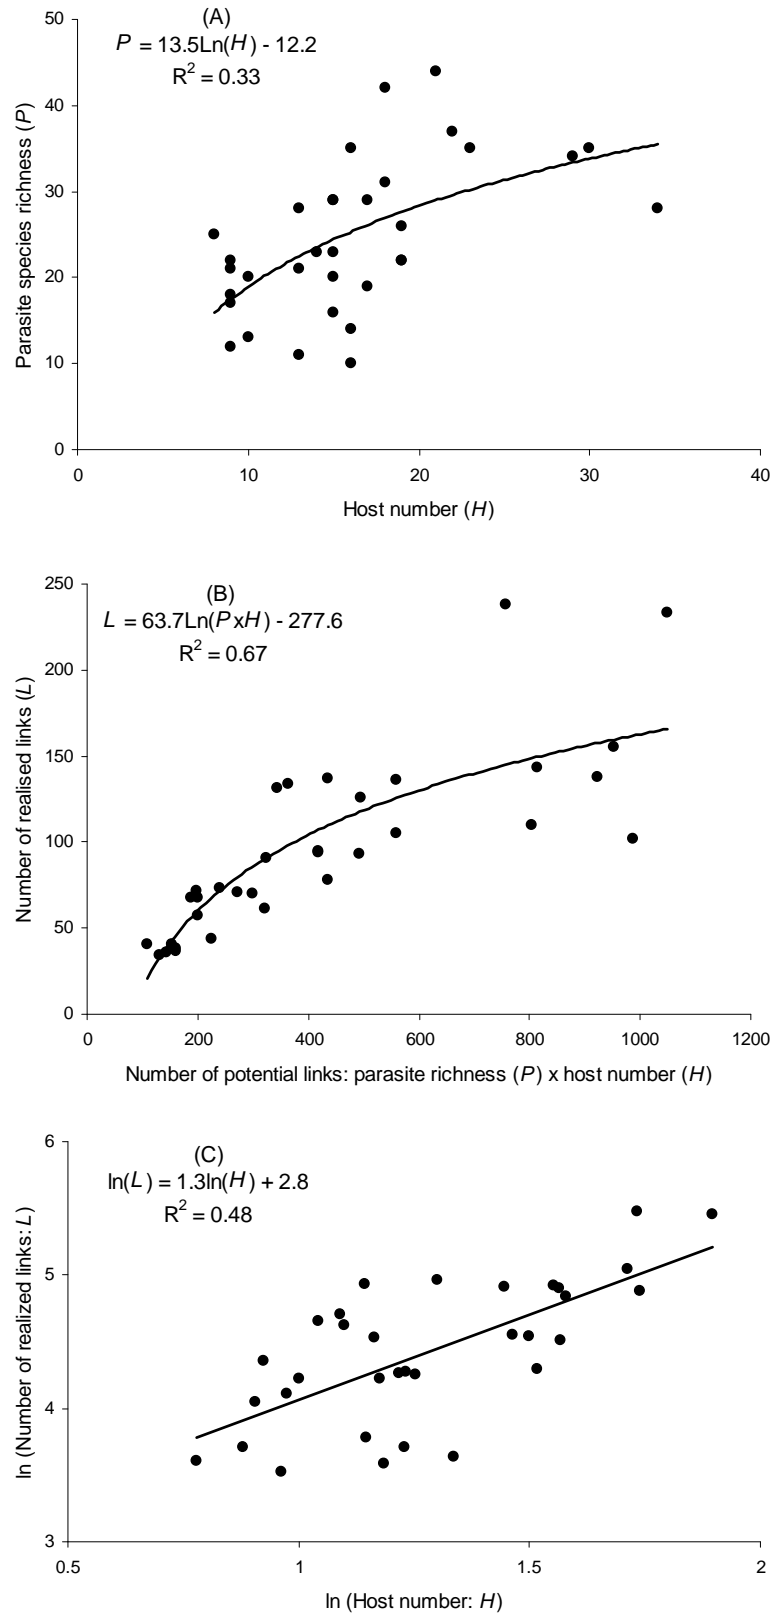 (A)
P = 13.5Ln(H) - 12.2
R² = 0.33
50
40
30
20
10
0
Parasite species richness (P)
0 10 20 30 40
Host number (H)
(B)
L = 63.7Ln(PxH) - 277.6
R² = 0.67
250
200
150
100
50
0
Number of realised links (L)
0 200 400 600 800 1000 1200
Number of potential links: parasite richness (P) x host number (H)
(C)
ln(L) = 1.3ln(H) + 2.8
R² = 0.48
6
5
4
3
ln (Number of realized links: L)
0.5 1 1.5 2
ln (Host number: H)